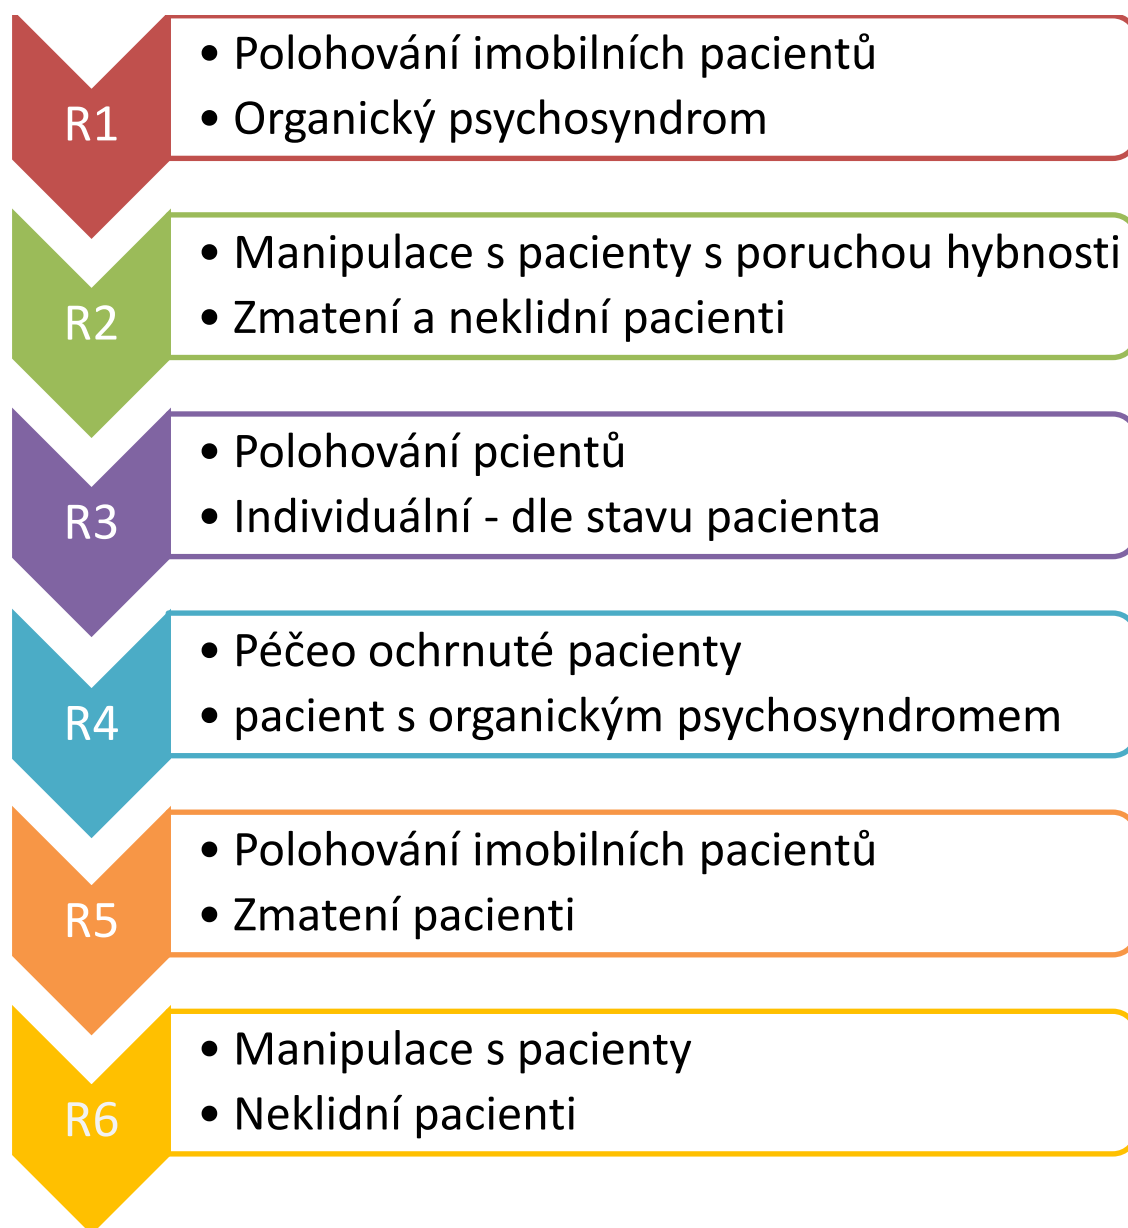 R1
• Polohování imobilních pacientů
• Organický psychosyndrom
R2
• Manipulace s pacienty s poruchou hybnosti
• Zmatení a neklidní pacienti
R3
• Polohování pcientů
• Individuální - dle stavu pacienta
R4
• Péčeo ochrnuté pacienty
• pacient s organickým psychosyndromem
R5
• Polohování imobilních pacientů
• Zmatení pacienti
R6
• Manipulace s pacienty
• Neklidní pacienti